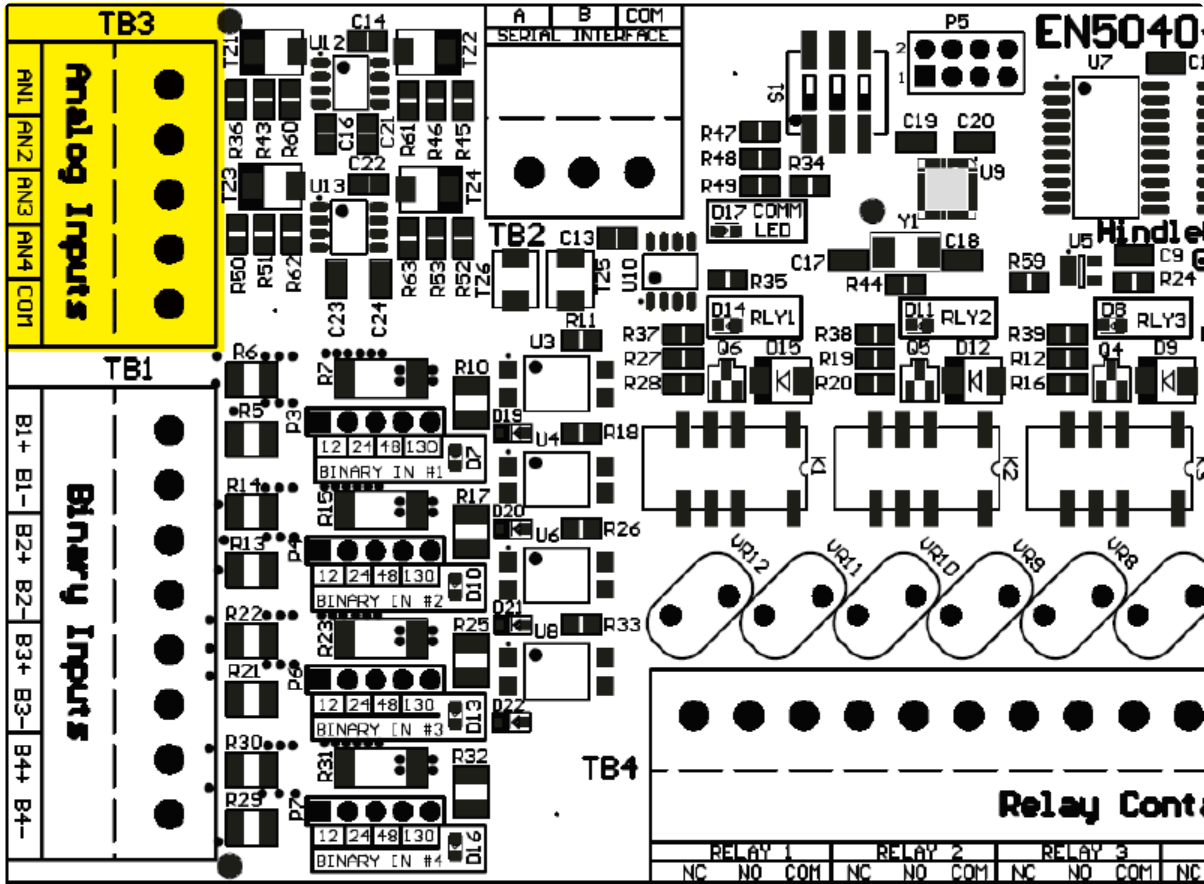 TB3
Analog Inputs
AN1 AN2 AN3 AN4 COM
TZ1 U12 C14 TZ2
R36 R43 R60 C16 C21 R61 R46 R45
TZ3 U13 C22 TZ4
R50 R51 R62 C23 C24 R63 R53 R52
A B COM
SERIAL INTERFACE
TB2
TZ6 TZ5 C13 U10
S1
R47
R48
R49 R34
D17 COMM
LED
R35
P5
2
1
EN5040
U7
C19 C20
U9
Y1
C17 C18
R44
U5
Hindle
C9
R59 R24
D14 RLY1
D11 RLY2
D8 RLY3
R37 R38 R39
R27 R19 R12
R28 R20 R16
Q6 D15 Q5 D12 Q4 D9
K1 K2
TB1
Binary Inputs
B1+ B1- B2+ B2- B3+ B3- B4+ B4-
R6 R7 R10 U3 R11
R5 P3
12 24 48 130
BINARY IN #1
D7
D19 U4 R18
R14 R15 R17
R13 P4
12 24 48 130
BINARY IN #2
D10
D20 U6 R26
R22 R23 R25
R21 P6
12 24 48 130
BINARY IN #3
D13
D21 U8 R33
D22
R30 R31 R32
R29 P7
12 24 48 130
BINARY IN #4
D16
VR12 VR11 VR10 VR9 VR8
TB4
Relay Conta
RELAY 1 RELAY 2 RELAY 3
NC NO COM NC NO COM NC NO COM NC